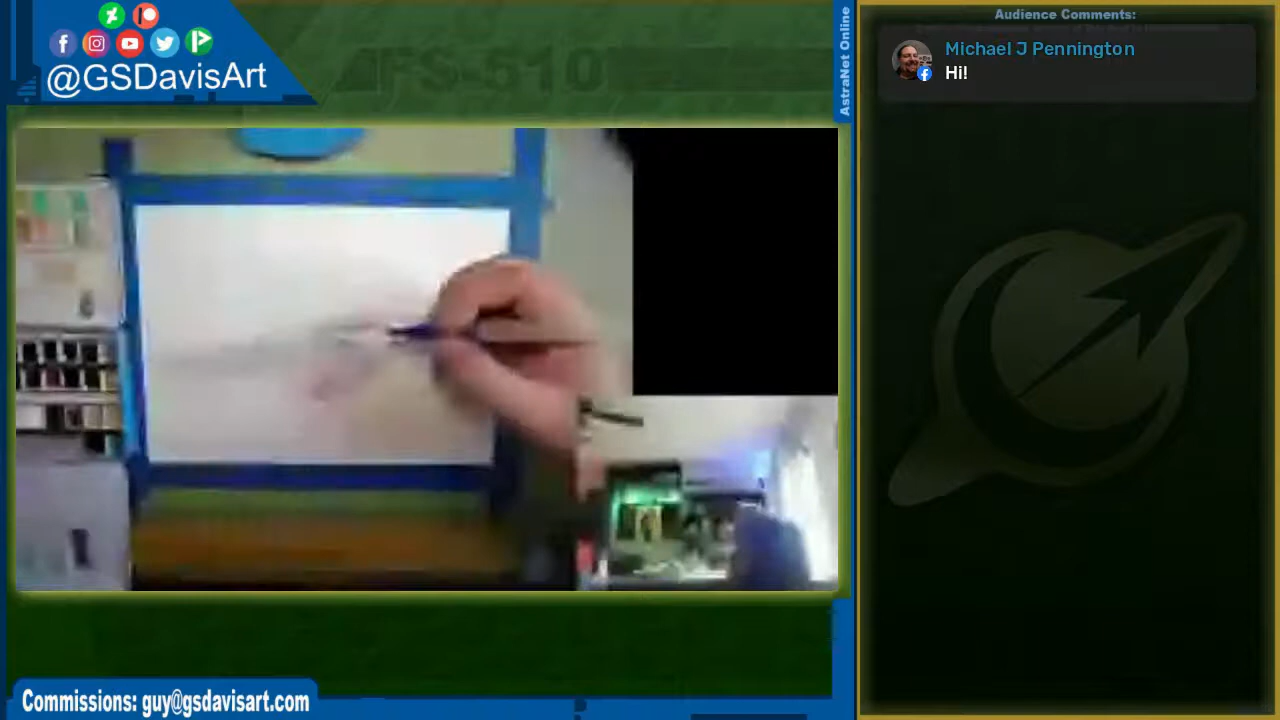 @GSDavisArt
AstraNet Online
Audience Comments:
Michael J Pennington
Hi!
Commissions: guy@gsdavisart.com